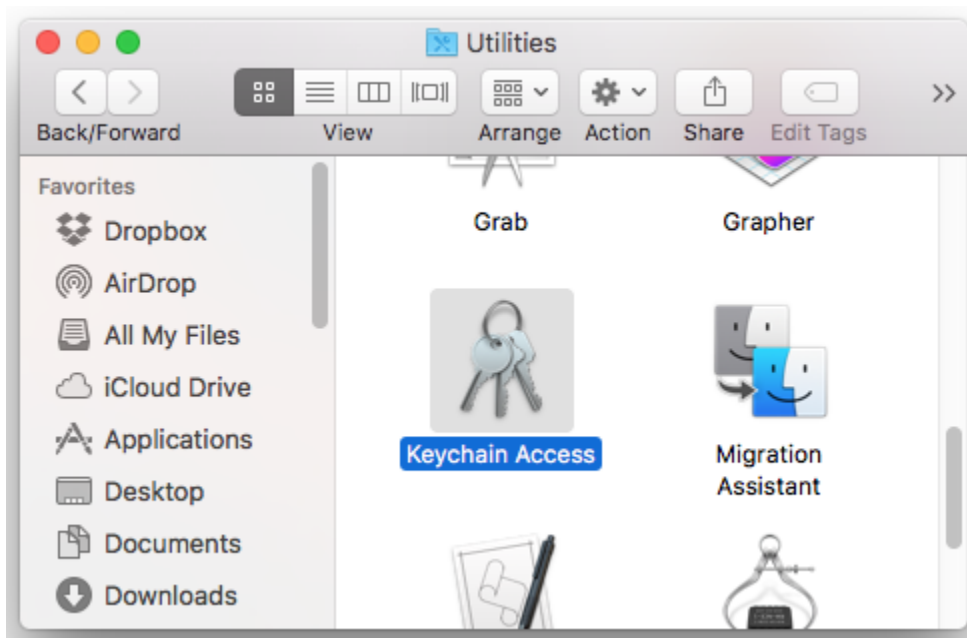 Utilities
Back/Forward View Arrange Action Share Edit Tags
Favorites
Dropbox
AirDrop
All My Files
iCloud Drive
Applications
Desktop
Documents
Downloads
Grab Grapher
Keychain Access
Migration
Assistant